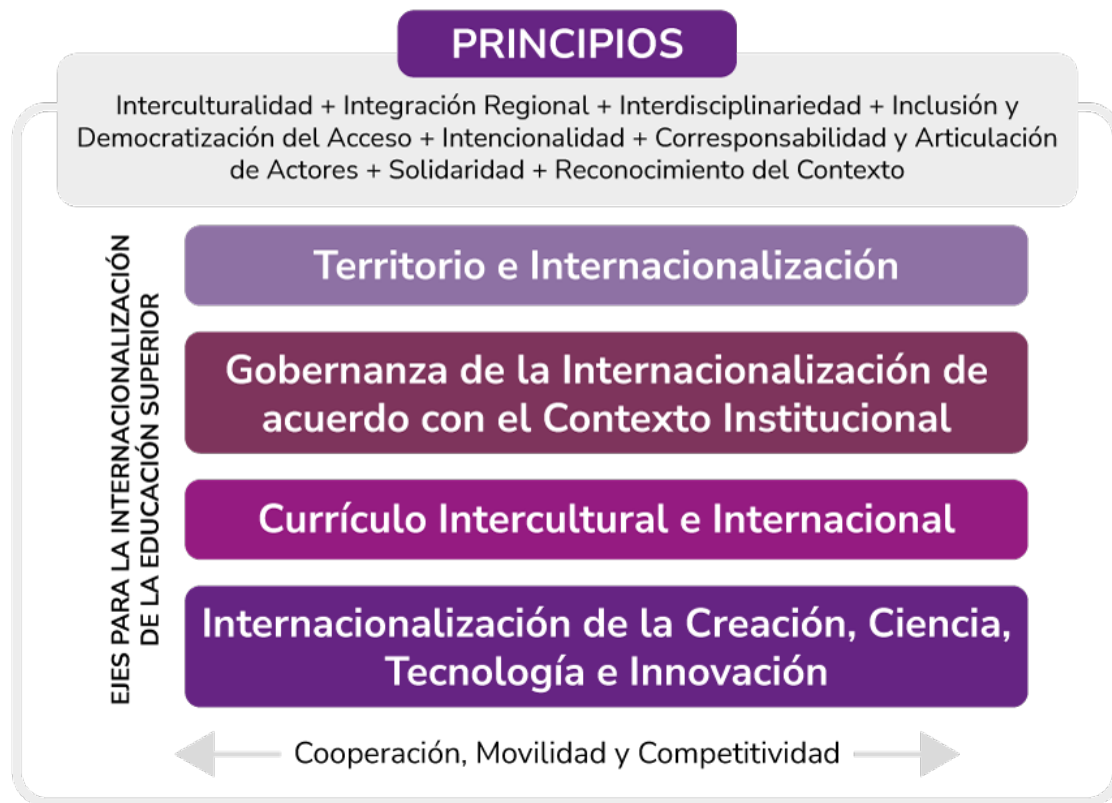 PRINCIPIOS
Interculturalidad + Integración Regional + Interdisciplinariedad + Inclusión y
Democratización del Acceso + Intencionalidad + Corresponsabilidad y Articulación
de Actores + Solidaridad + Reconocimiento del Contexto
EJES PARA LA INTERNACIONALIZACIÓN
DE LA EDUCACIÓN SUPERIOR
Territorio e Internacionalización
Gobernanza de la Internacionalización de
acuerdo con el Contexto Institucional
Currículo Intercultural e Internacional
Internacionalización de la Creación, Ciencia,
Tecnología e Innovación
Cooperación, Movilidad y Competitividad